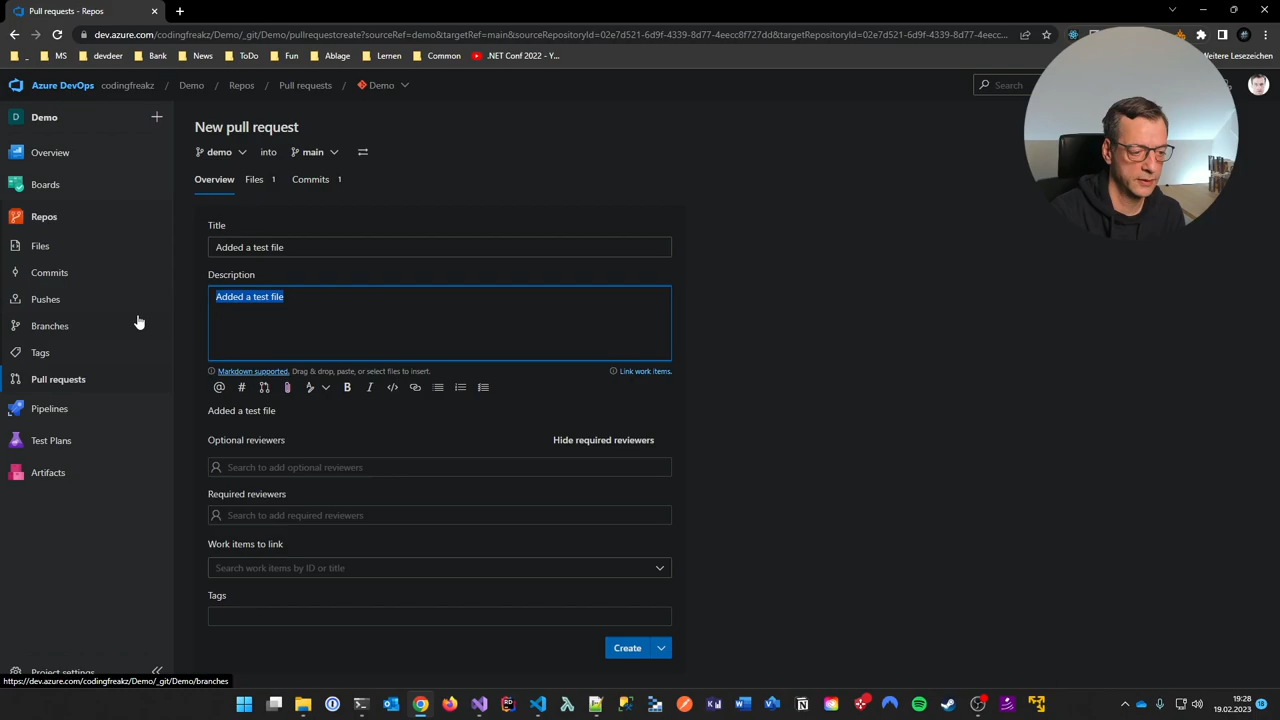 Pull requests - Repos
dev.azure.com/codingfreakz/Demo/_git/Demo/pullrequestcreate?sourceRef=demo&targetRef=main&sourceRepositoryId=02e7d521-6d9f-4339-8d77-4eecc8f727dd&targetRepositoryId=02e7d521-6d9f-4339-8d77-4eecc...
MS devdeer Bank News ToDo Fun Ablage Lernen Common .NET Conf 2022 - Y... Weitere Lesezeichen
Azure DevOps codingfreakz / Demo / Repos / Pull requests / Demo
Search
D Demo
Overview
Boards
Repos
Files
Commits
Pushes
Branches
Tags
Pull requests
Pipelines
Test Plans
Artifacts
Project settings
https://dev.azure.com/codingfreakz/Demo/_git/Demo/branches
New pull request
demo into main
Overview Files 1 Commits 1
Title
Added a test file
Description
Added a test file
Markdown supported. Drag & drop, paste, or select files to insert. Link work items.
Added a test file
Optional reviewers Hide required reviewers
Search to add optional reviewers
Required reviewers
Search to add required reviewers
Work items to link
Search work items by ID or title
Tags
Create
19:28
19.02.2023